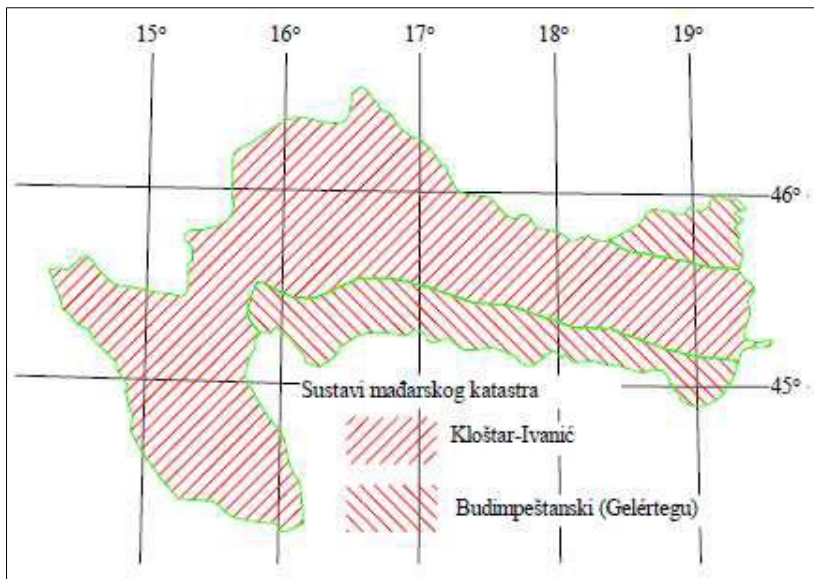 15° 16° 17° 18° 19°
46°
45°
Sustavi mađarskog katastra
Kloštar-Ivanić
Budimpeštanski (Gelértegu)